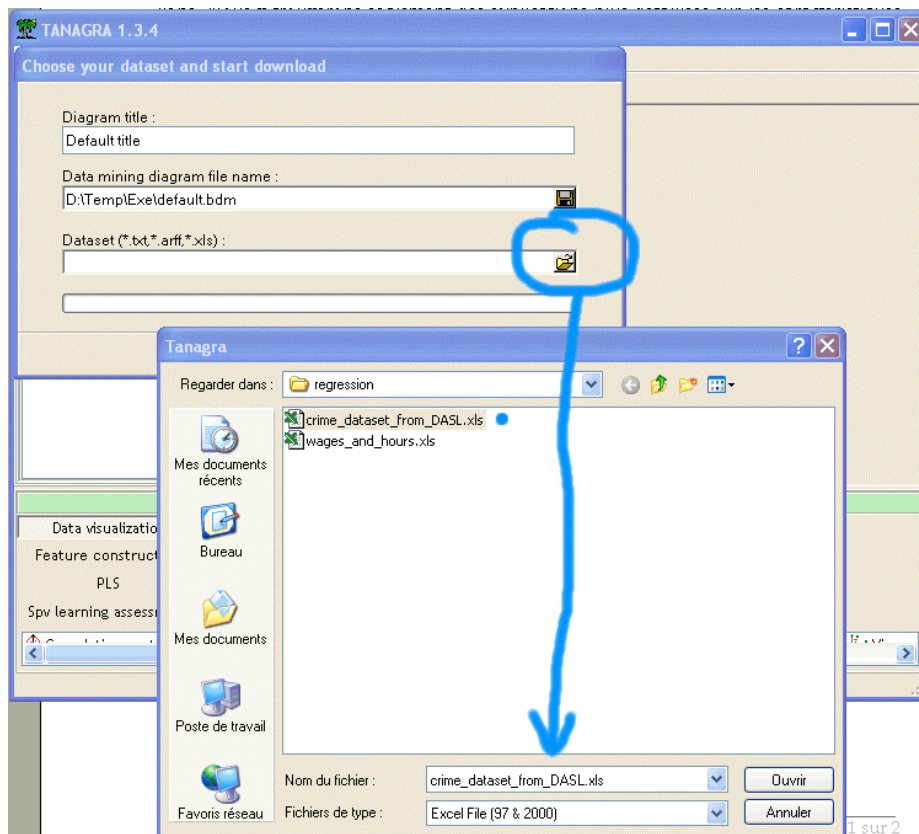 TANAGRA 1.3.4
Choose your dataset and start download
Diagram title :
Default title
Data mining diagram file name :
D:\Temp\Exe\default.bdm
Dataset (*.txt,*.arff,*.xls) :
Tanagra
Regarder dans :
regression
crime_dataset_from_DASL.xls
wages_and_hours.xls
Mes documents
récents
Bureau
Mes documents
Poste de travail
Favoris réseau
Data visualizatio
Feature construct
PLS
Spv learning assess
Nom du fichier :
crime_dataset_from_DASL.xls
Ouvrir
Fichiers de type :
Excel File (97 & 2000)
Annuler
1 sur 2